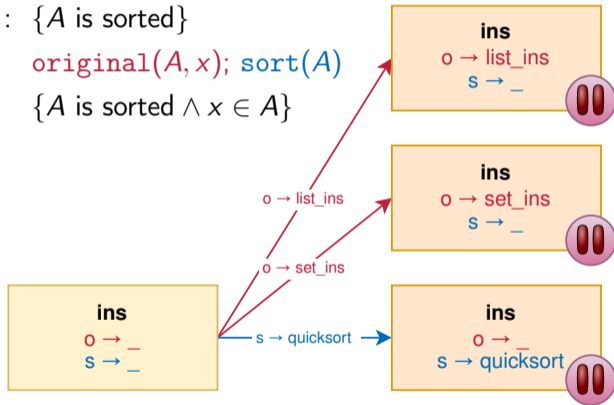 : {A is sorted}
original(A, x); sort(A)
{A is sorted ∧ x ∈ A}
ins
o → list_ins
s → _
o → list_ins
ins
o → set_ins
s → _
o → set_ins
ins
o → _
s → _
s → quicksort
ins
o → _
s → quicksort